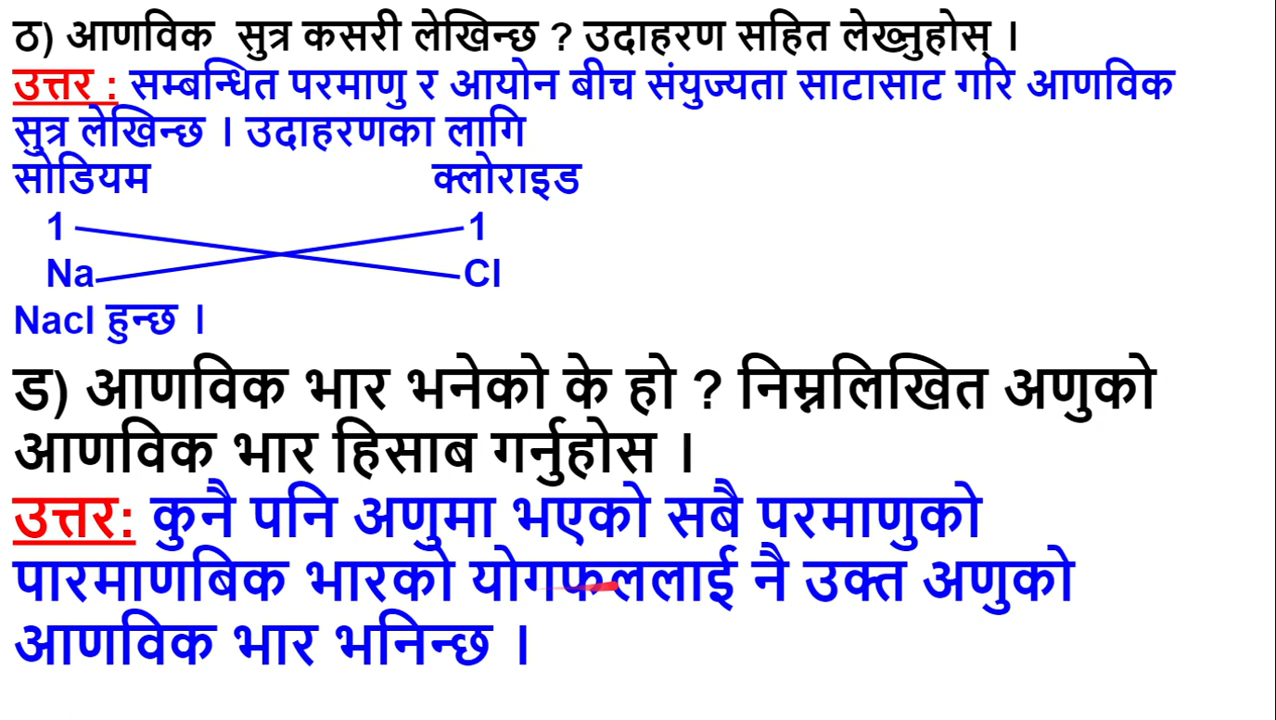 ठ) आणविक सुत्र कसरी लेखिन्छ ? उदाहरण सहित लेख्नुहोस् ।
उत्तर : सम्बन्धित परमाणु र आयोन बीच संयुज्यता साटासाट गरि आणविक
सुत्र लेखिन्छ । उदाहरणका लागि
सोडियम क्लोराइड
1 1
Na Cl
Nacl हुन्छ ।
ड) आणविक भार भनेको के हो ? निम्नलिखित अणुको
आणविक भार हिसाब गर्नुहोस ।
उत्तर: कुनै पनि अणुमा भएको सबै परमाणुको
पारमाणबिक भारको योगफललाई नै उक्त अणुको
आणविक भार भनिन्छ ।